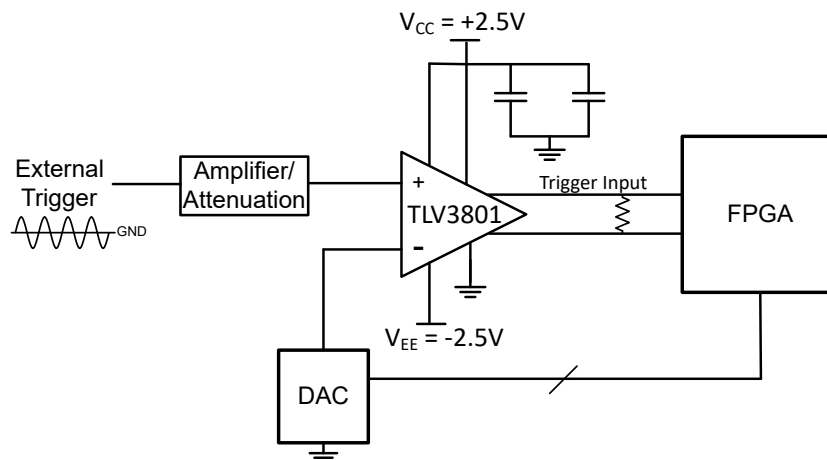 V_CC = +2.5V
External
Trigger
GND
Amplifier/
Attenuation
+
TLV3801
-
Trigger Input
FPGA
V_EE = -2.5V
DAC